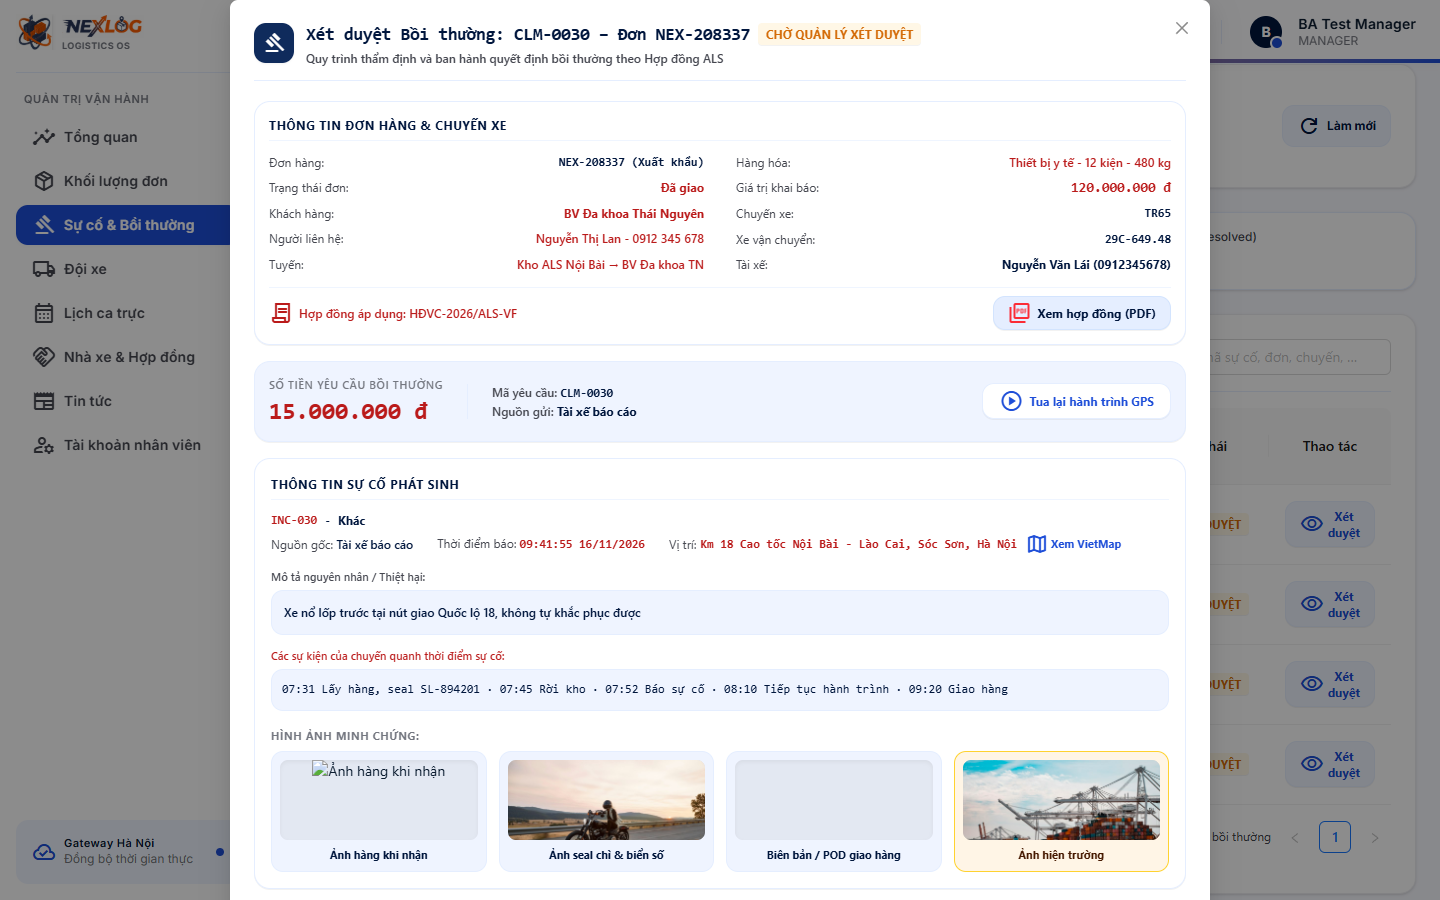 NEXLOG
LOGISTICS OS
QUẢN TRỊ VẬN HÀNH
Tổng quan
Khối lượng đơn
Sự cố & Bồi thường
Đội xe
Lịch ca trực
Nhà xe & Hợp đồng
Tin tức
Tài khoản nhân viên
Gateway Hà Nội
Đồng bộ thời gian thực
B
BA Test Manager
MANAGER
Làm mới
esolved)
mã sự cố, đơn, chuyến, ...
hái
Thao tác
DUYỆT
Xét duyệt
DUYỆT
Xét duyệt
DUYỆT
Xét duyệt
DUYỆT
Xét duyệt
bồi thường
1
Xét duyệt Bồi thường: CLM-0030 – Đơn NEX-208337
CHỜ QUẢN LÝ XÉT DUYỆT
Quy trình thẩm định và ban hành quyết định bồi thường theo Hợp đồng ALS
THÔNG TIN ĐƠN HÀNG & CHUYẾN XE
Đơn hàng: NEX-208337 (Xuất khẩu)
Hàng hóa: Thiết bị y tế - 12 kiện - 480 kg
Trạng thái đơn: Đã giao
Giá trị khai báo: 120.000.000 đ
Khách hàng: BV Đa khoa Thái Nguyên
Chuyến xe: TR65
Người liên hệ: Nguyễn Thị Lan - 0912 345 678
Xe vận chuyển: 29C-649.48
Tuyến: Kho ALS Nội Bài → BV Đa khoa TN
Tài xế: Nguyễn Văn Lái (0912345678)
Hợp đồng áp dụng: HĐVC-2026/ALS-VF
PDF
Xem hợp đồng (PDF)
SỐ TIỀN YÊU CẦU BỒI THƯỜNG
15.000.000 đ
Mã yêu cầu: CLM-0030
Nguồn gửi: Tài xế báo cáo
Tua lại hành trình GPS
THÔNG TIN SỰ CỐ PHÁT SINH
INC-030 - Khác
Nguồn gốc: Tài xế báo cáo
Thời điểm báo: 09:41:55 16/11/2026
Vị trí: Km 18 Cao tốc Nội Bài - Lào Cai, Sóc Sơn, Hà Nội
Xem VietMap
Mô tả nguyên nhân / Thiệt hại:
Xe nổ lốp trước tại nút giao Quốc lộ 18, không tự khắc phục được
Các sự kiện của chuyến quanh thời điểm sự cố:
07:31 Lấy hàng, seal SL-894201 · 07:45 Rời kho · 07:52 Báo sự cố · 08:10 Tiếp tục hành trình · 09:20 Giao hàng
HÌNH ẢNH MINH CHỨNG:
Ảnh hàng khi nhận
Ảnh hàng khi nhận
Ảnh seal chì & biển số
Biên bản / POD giao hàng
Ảnh hiện trường